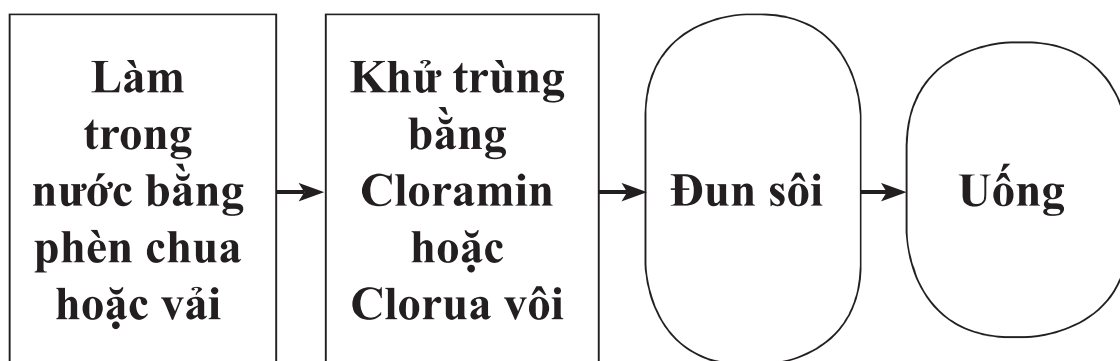 Làm
trong
nước bằng
phèn chua
hoặc vải
Khử trùng
bằng
Cloramin
hoặc
Clorua vôi
Đun sôi
Uống